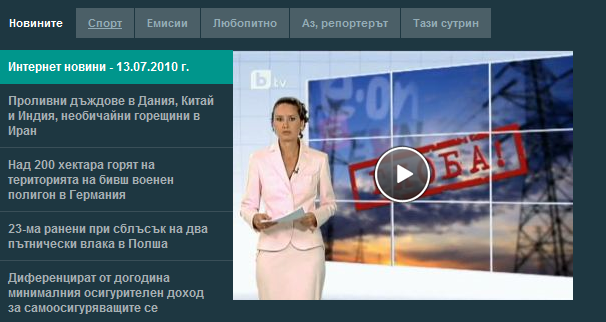 Новините
Спорт
Емисии
Любопитно
Аз, репортерът
Тази сутрин
Интернет новини - 13.07.2010 г.
Проливни дъждове в Дания, Китай
и Индия, необичайни горещини в
Иран
Над 200 хектара горят на
територията на бивш военен
полигон в Германия
23-ма ранени при сблъсък на два
пътнически влака в Полша
Диференцират от догодина
минималния осигурителен доход
за самоосигуряващите се
btv
e·on